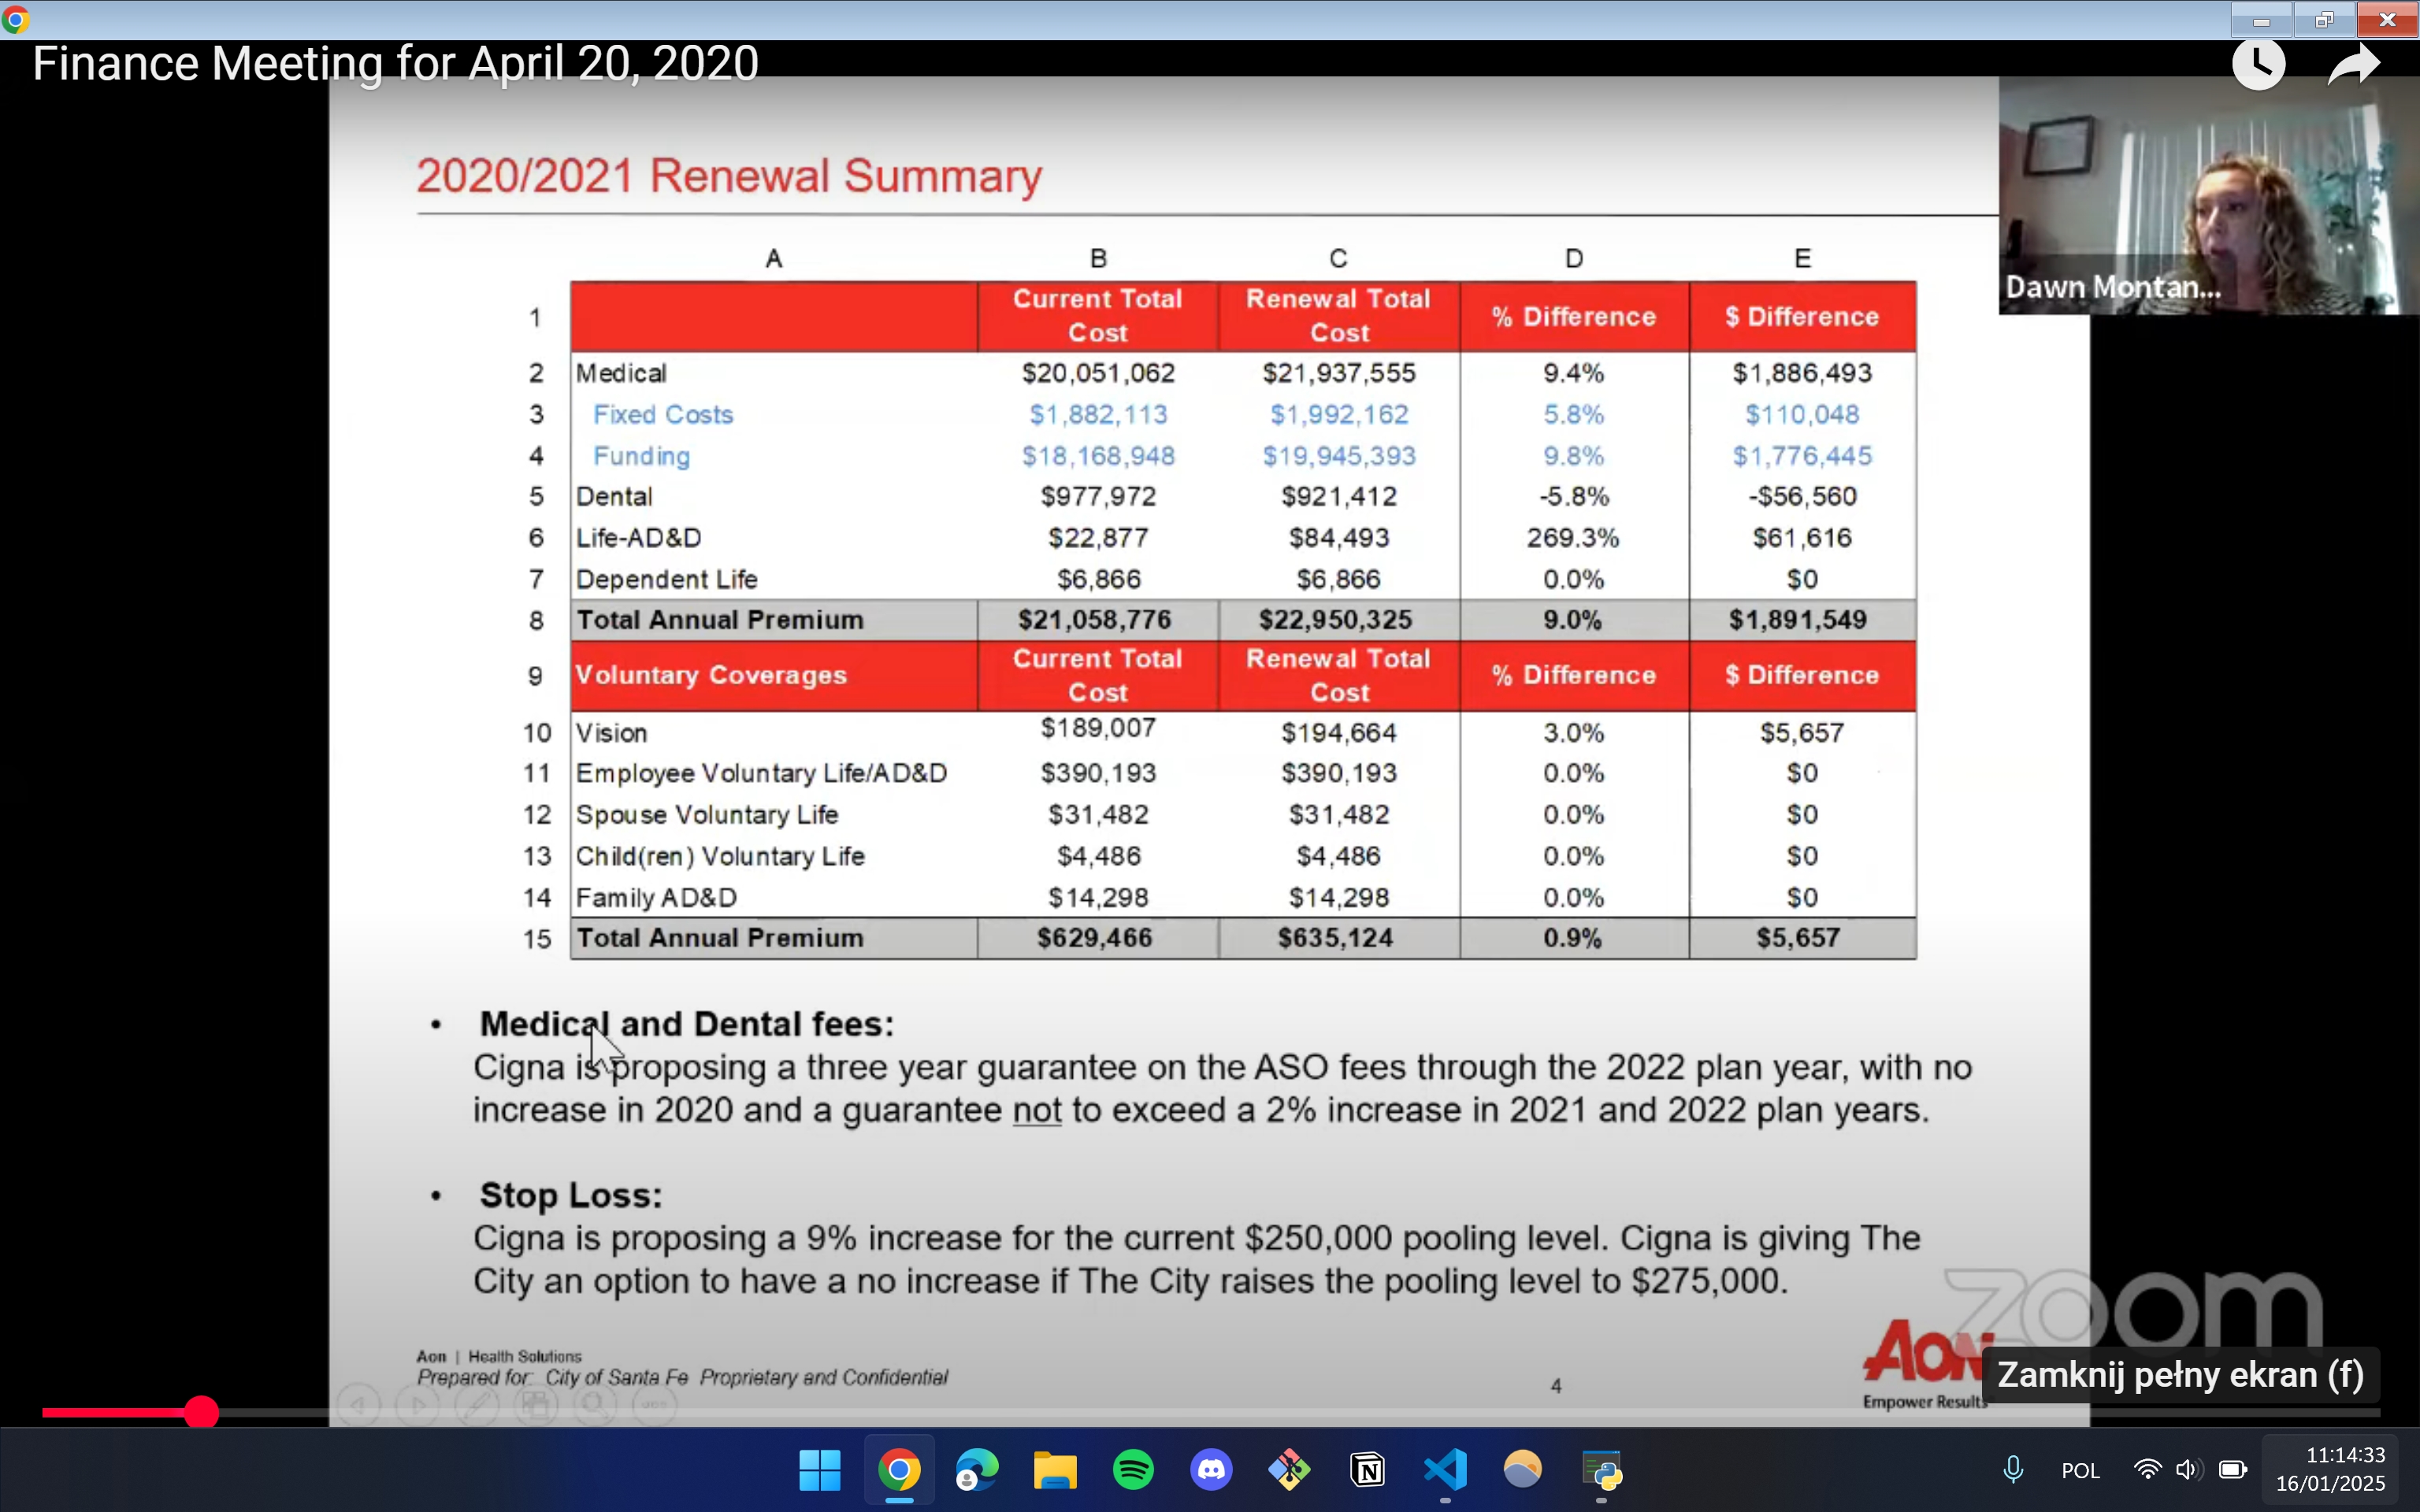 Finance Meeting for April 20, 2020
2020/2021 Renewal Summary
Dawn Montan...
A B C D E
1 Current Total Cost Renewal Total Cost % Difference $ Difference
2 Medical $20,051,062 $21,937,555 9.4% $1,886,493
3 Fixed Costs $1,882,113 $1,992,162 5.8% $110,048
4 Funding $18,168,948 $19,945,393 9.8% $1,776,445
5 Dental $977,972 $921,412 -5.8% -$56,560
6 Life-AD&D $22,877 $84,493 269.3% $61,616
7 Dependent Life $6,866 $6,866 0.0% $0
8 Total Annual Premium $21,058,776 $22,950,325 9.0% $1,891,549
9 Voluntary Coverages Current Total Cost Renewal Total Cost % Difference $ Difference
10 Vision $189,007 $194,664 3.0% $5,657
11 Employee Voluntary Life/AD&D $390,193 $390,193 0.0% $0
12 Spouse Voluntary Life $31,482 $31,482 0.0% $0
13 Child(ren) Voluntary Life $4,486 $4,486 0.0% $0
14 Family AD&D $14,298 $14,298 0.0% $0
15 Total Annual Premium $629,466 $635,124 0.9% $5,657
• Medical and Dental fees:
Cigna is proposing a three year guarantee on the ASO fees through the 2022 plan year, with no
increase in 2020 and a guarantee not to exceed a 2% increase in 2021 and 2022 plan years.
• Stop Loss:
Cigna is proposing a 9% increase for the current $250,000 pooling level. Cigna is giving The
City an option to have a no increase if The City raises the pooling level to $275,000.
zoom
Aon | Health Solutions
Prepared for: City of Santa Fe Proprietary and Confidential
4
Aon
Empower Results
Zamknij pełny ekran (f)
POL
11:14:33
16/01/2025